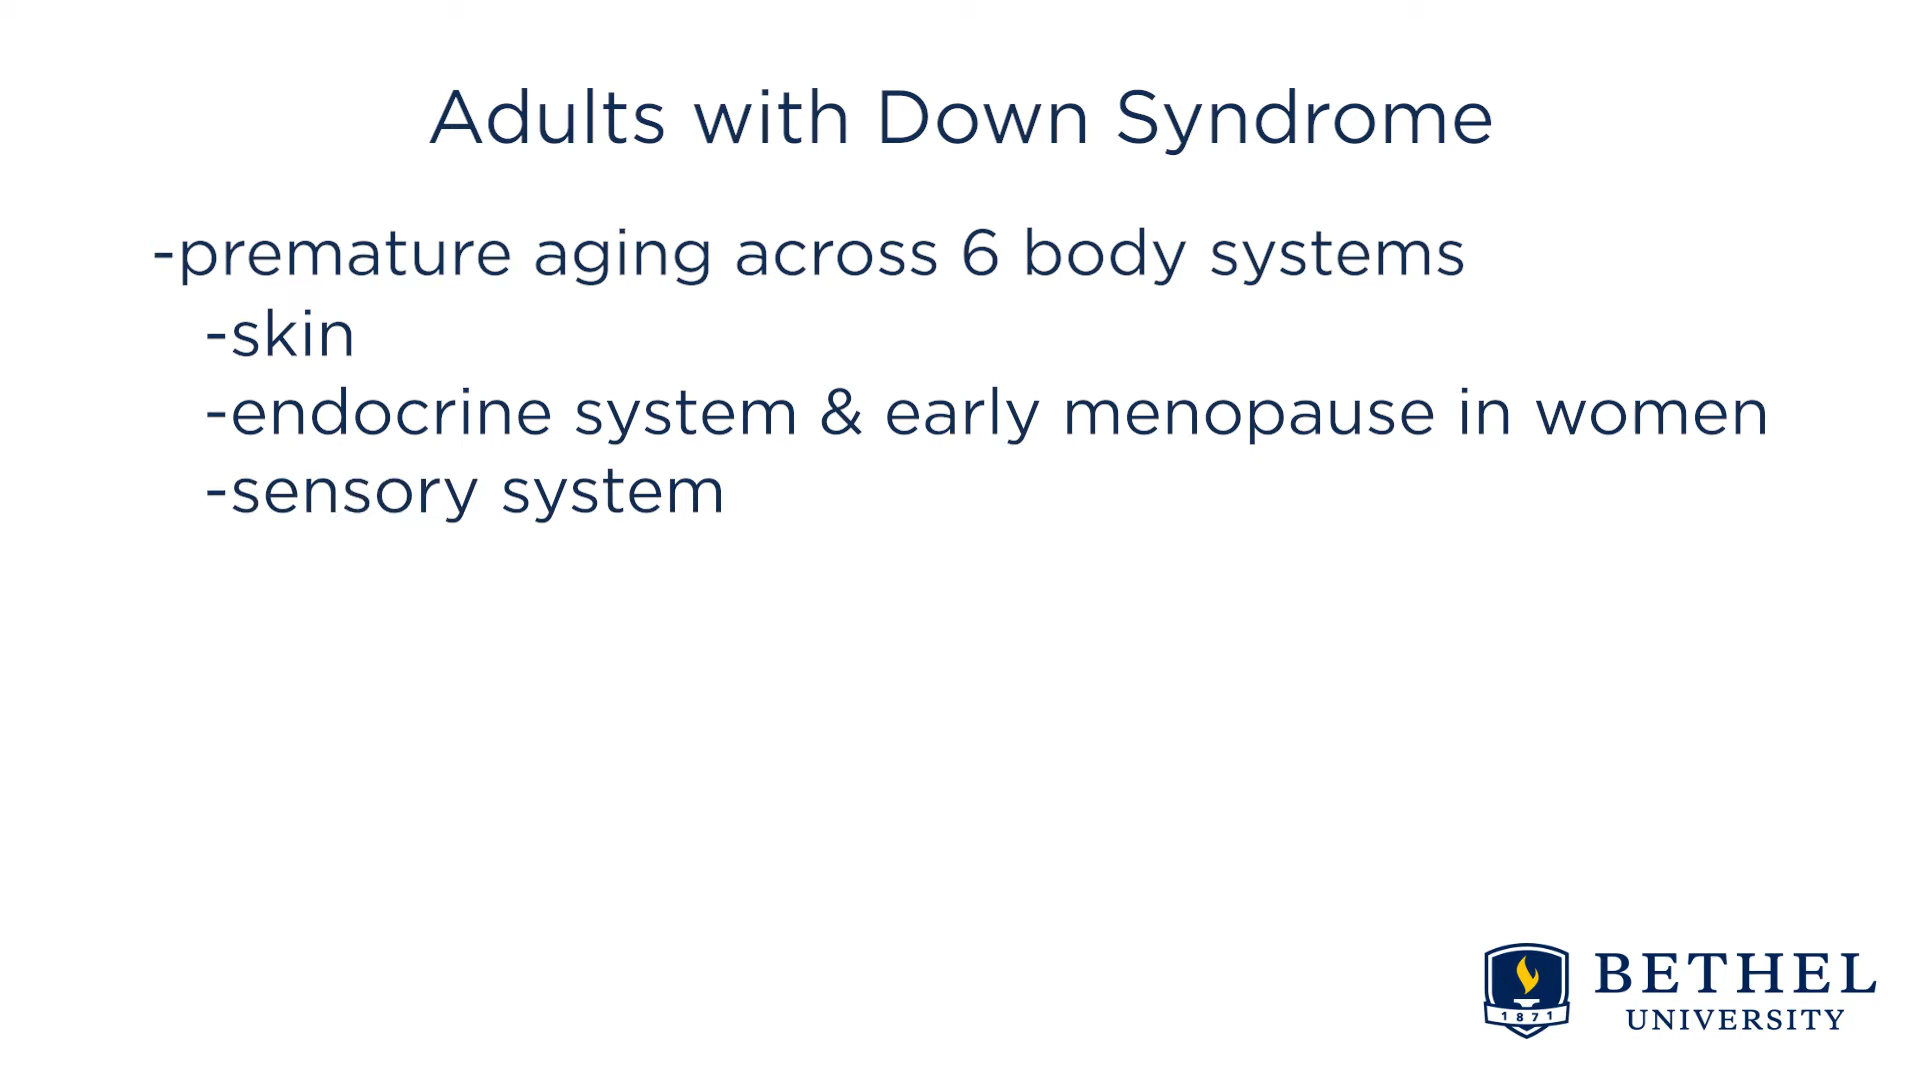 Adults with Down Syndrome
-premature aging across 6 body systems
-skin
-endocrine system & early menopause in women
-sensory system
BETHEL
UNIVERSITY
1871